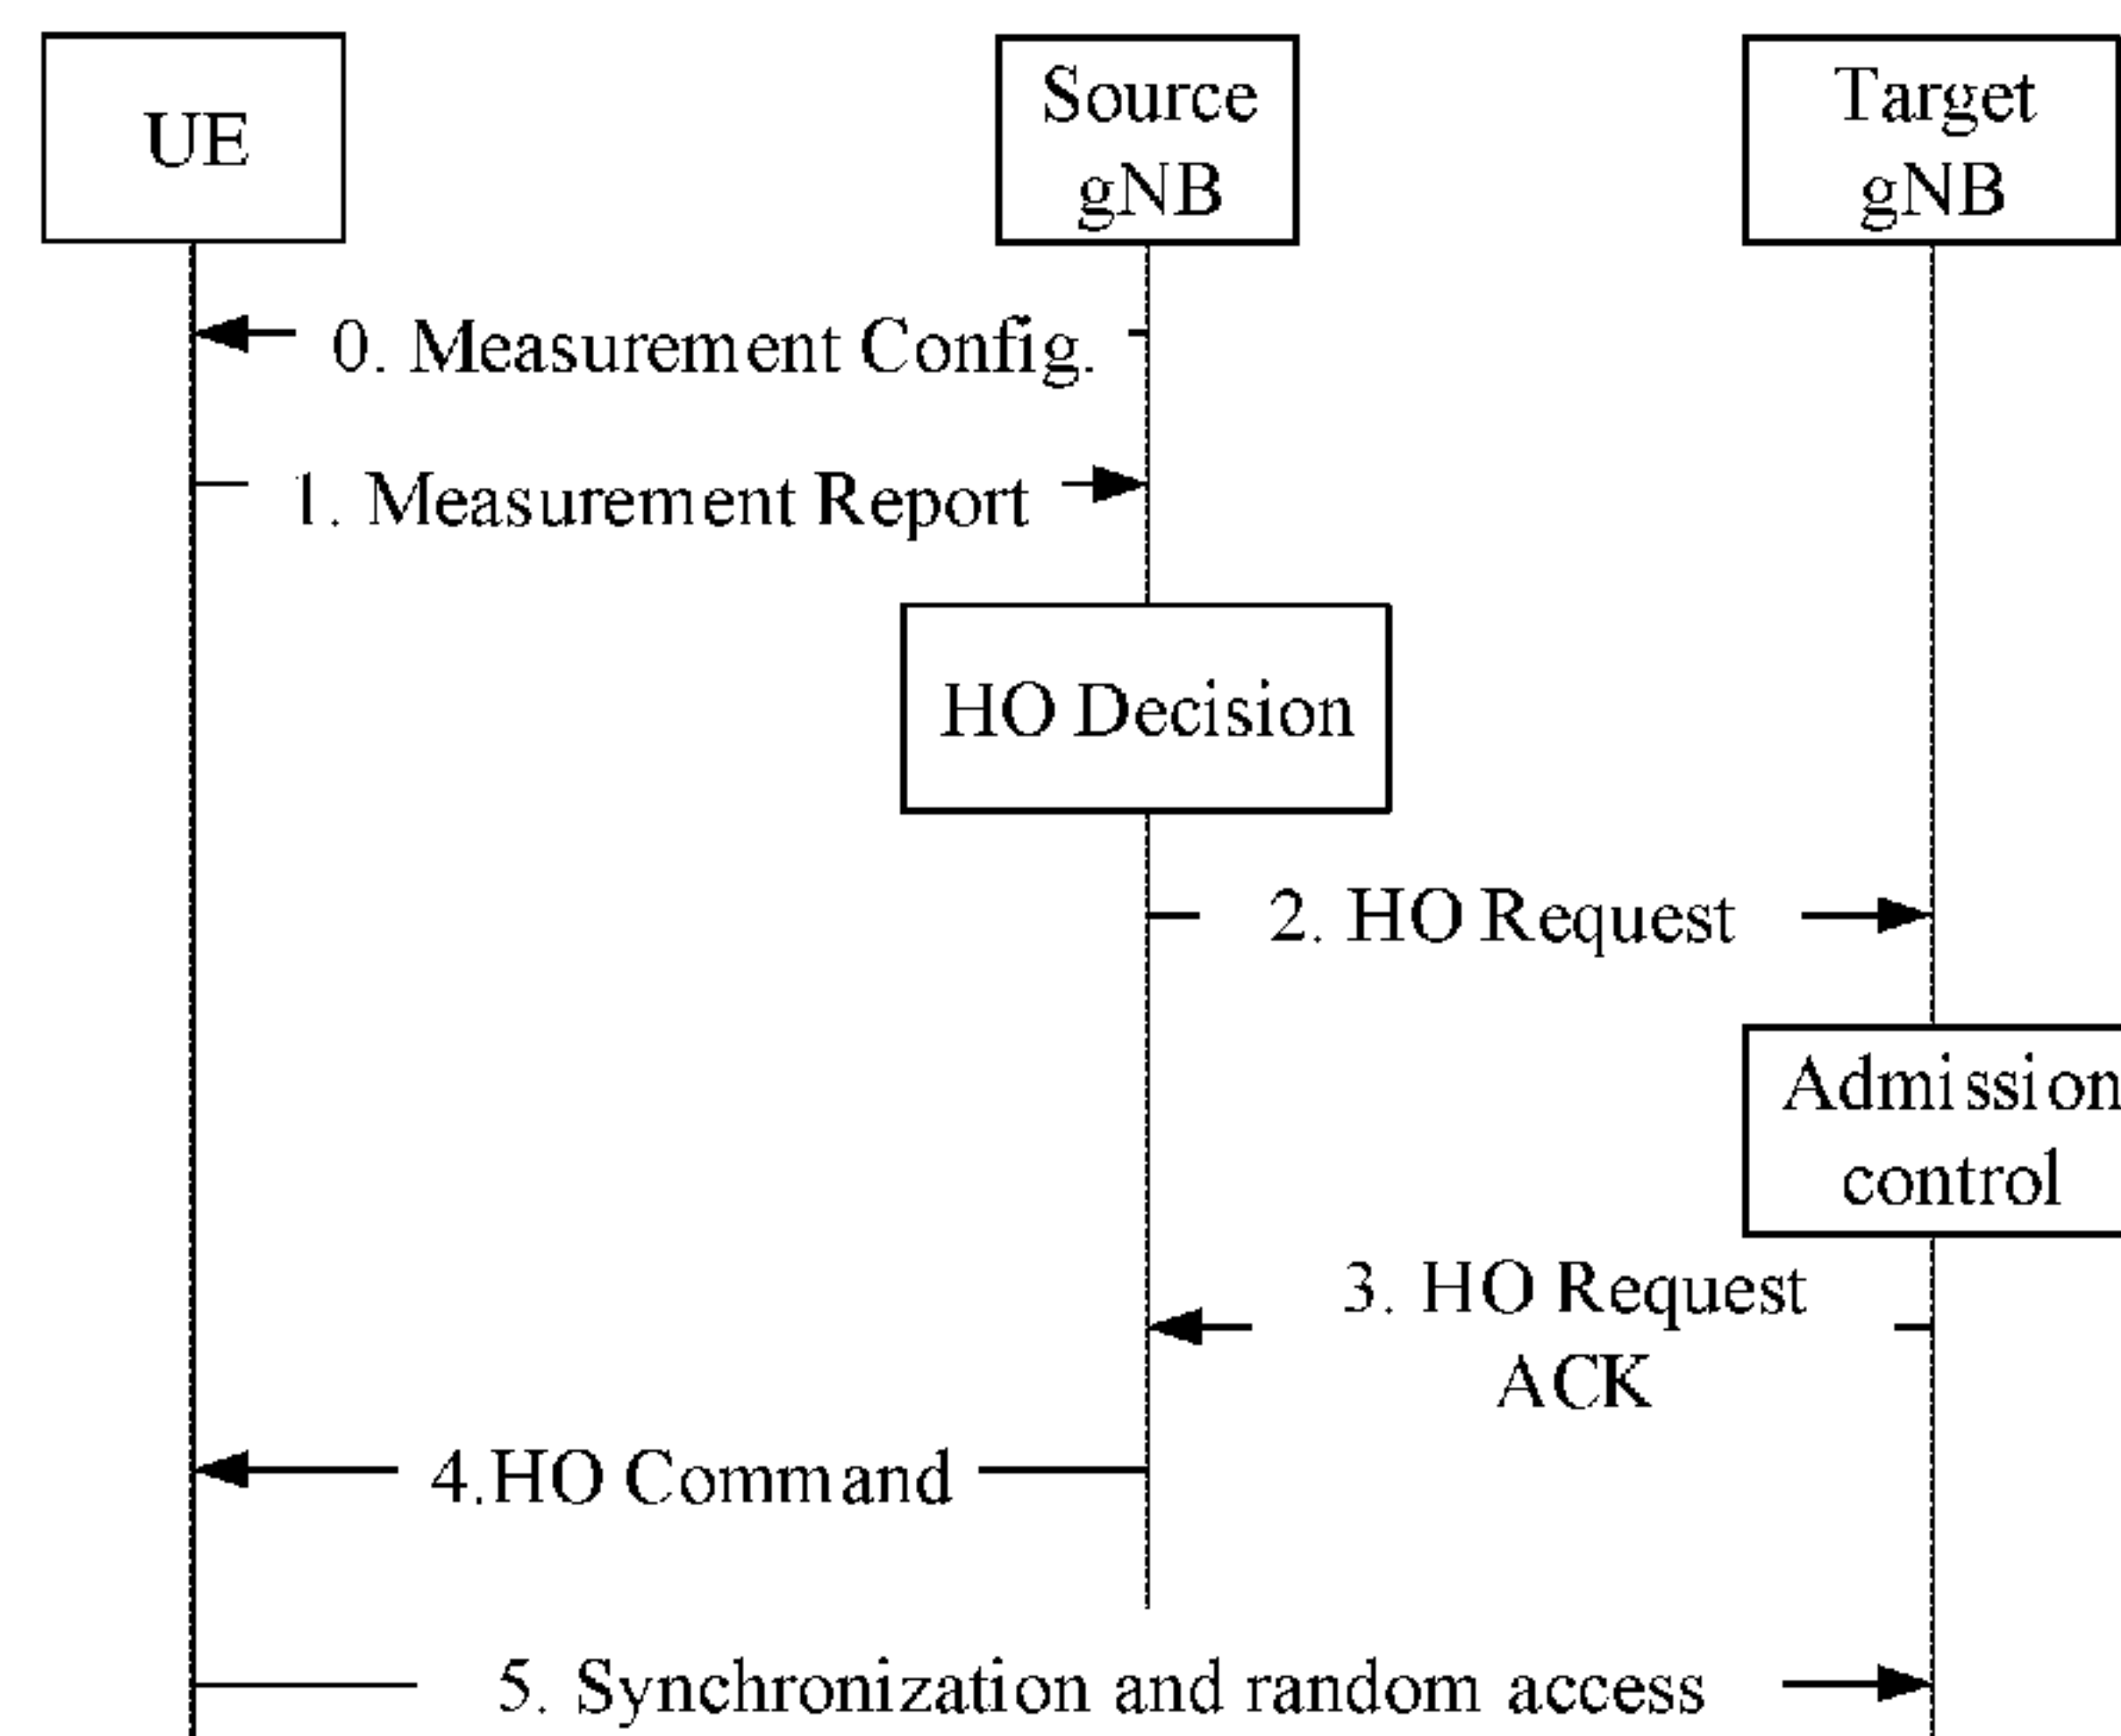 UE
Source
gNB
Target
gNB
0. Measurement Config.
1. Measurement Report
HO Decision
2. HO Request
Admission
control
3. HO Request
ACK
4.HO Command
5. Synchronization and random access